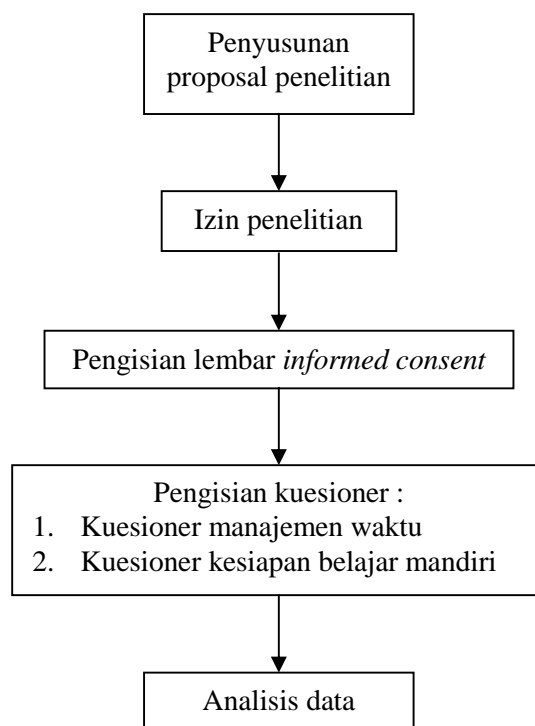 Penyusunan
proposal penelitian
Izin penelitian
Pengisian lembar informed consent
Pengisian kuesioner :
1. Kuesioner manajemen waktu
2. Kuesioner kesiapan belajar mandiri
Analisis data